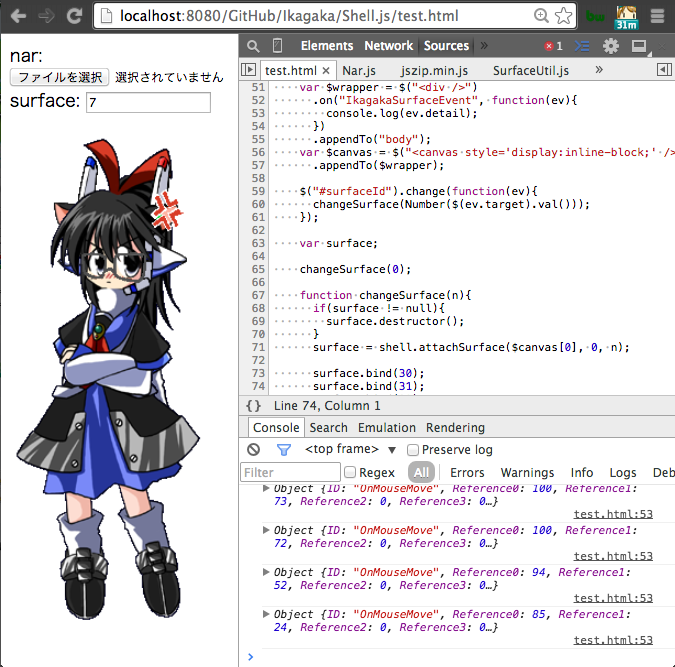 localhost:8080/GitHub/Ikagaka/Shell.js/test.html
31m
nar:
ファイルを選択 選択されていません
surface: 7
Elements Network Sources » 1
test.html × Nar.js jszip.min.js SurfaceUtil.js »
51 var $wrapper = $("<div />")
52 .on("IkagakaSurfaceEvent", function(ev){
53 console.log(ev.detail);
54 })
55 .appendTo("body");
56 var $canvas = $("<canvas style='display:inline-block;' />
57 .appendTo($wrapper);
58
59 $("#surfaceId").change(function(ev){
60 changeSurface(Number($(ev.target).val()));
61 });
62
63 var surface;
64
65 changeSurface(0);
66
67 function changeSurface(n){
68 if(surface != null){
69 surface.destructor();
70 }
71 surface = shell.attachSurface($canvas[0], 0, n);
72
73 surface.bind(30);
74 surface.bind(31);
{} Line 74, Column 1
Console Search Emulation Rendering
<top frame> ▼ Preserve log
Filter Regex All Errors Warnings Info Logs Deb
Object {ID: "OnMouseMove", Reference0: 100, Reference1:
73, Reference2: 0, Reference3: 0…}
test.html:53
Object {ID: "OnMouseMove", Reference0: 100, Reference1:
72, Reference2: 0, Reference3: 0…}
test.html:53
Object {ID: "OnMouseMove", Reference0: 94, Reference1:
52, Reference2: 0, Reference3: 0…}
test.html:53
Object {ID: "OnMouseMove", Reference0: 85, Reference1:
24, Reference2: 0, Reference3: 0…}
test.html:53
>